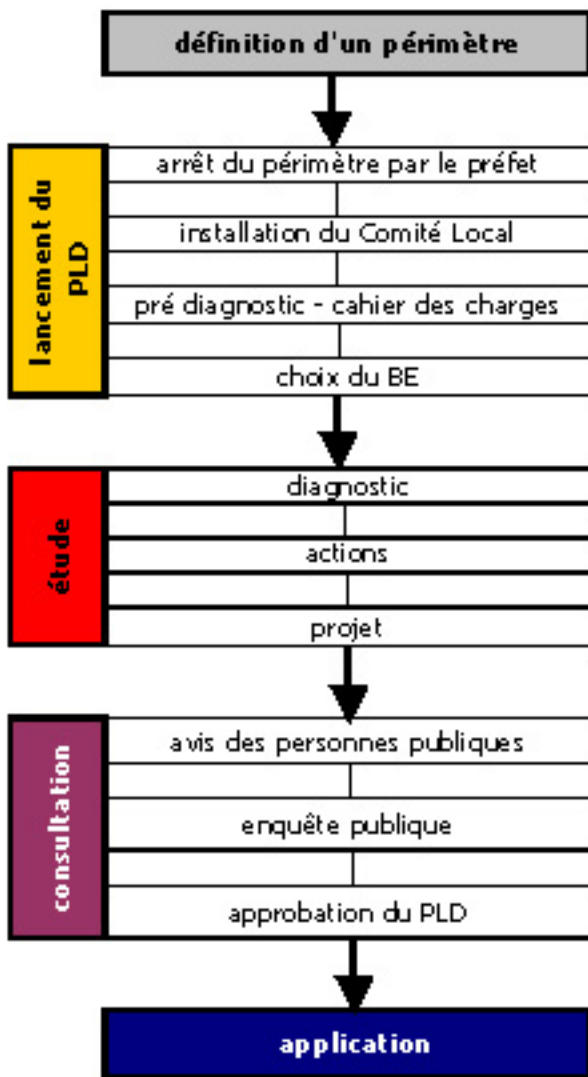 définition d'un périmètre
lancement du
PLD
arrêt du périmètre par le préfet
installation du Comité Local
pré diagnostic - cahier des charges
choix du BE
étude
diagnostic
actions
projet
consultation
avis des personnes publiques
enquête publique
approbation du PLD
application